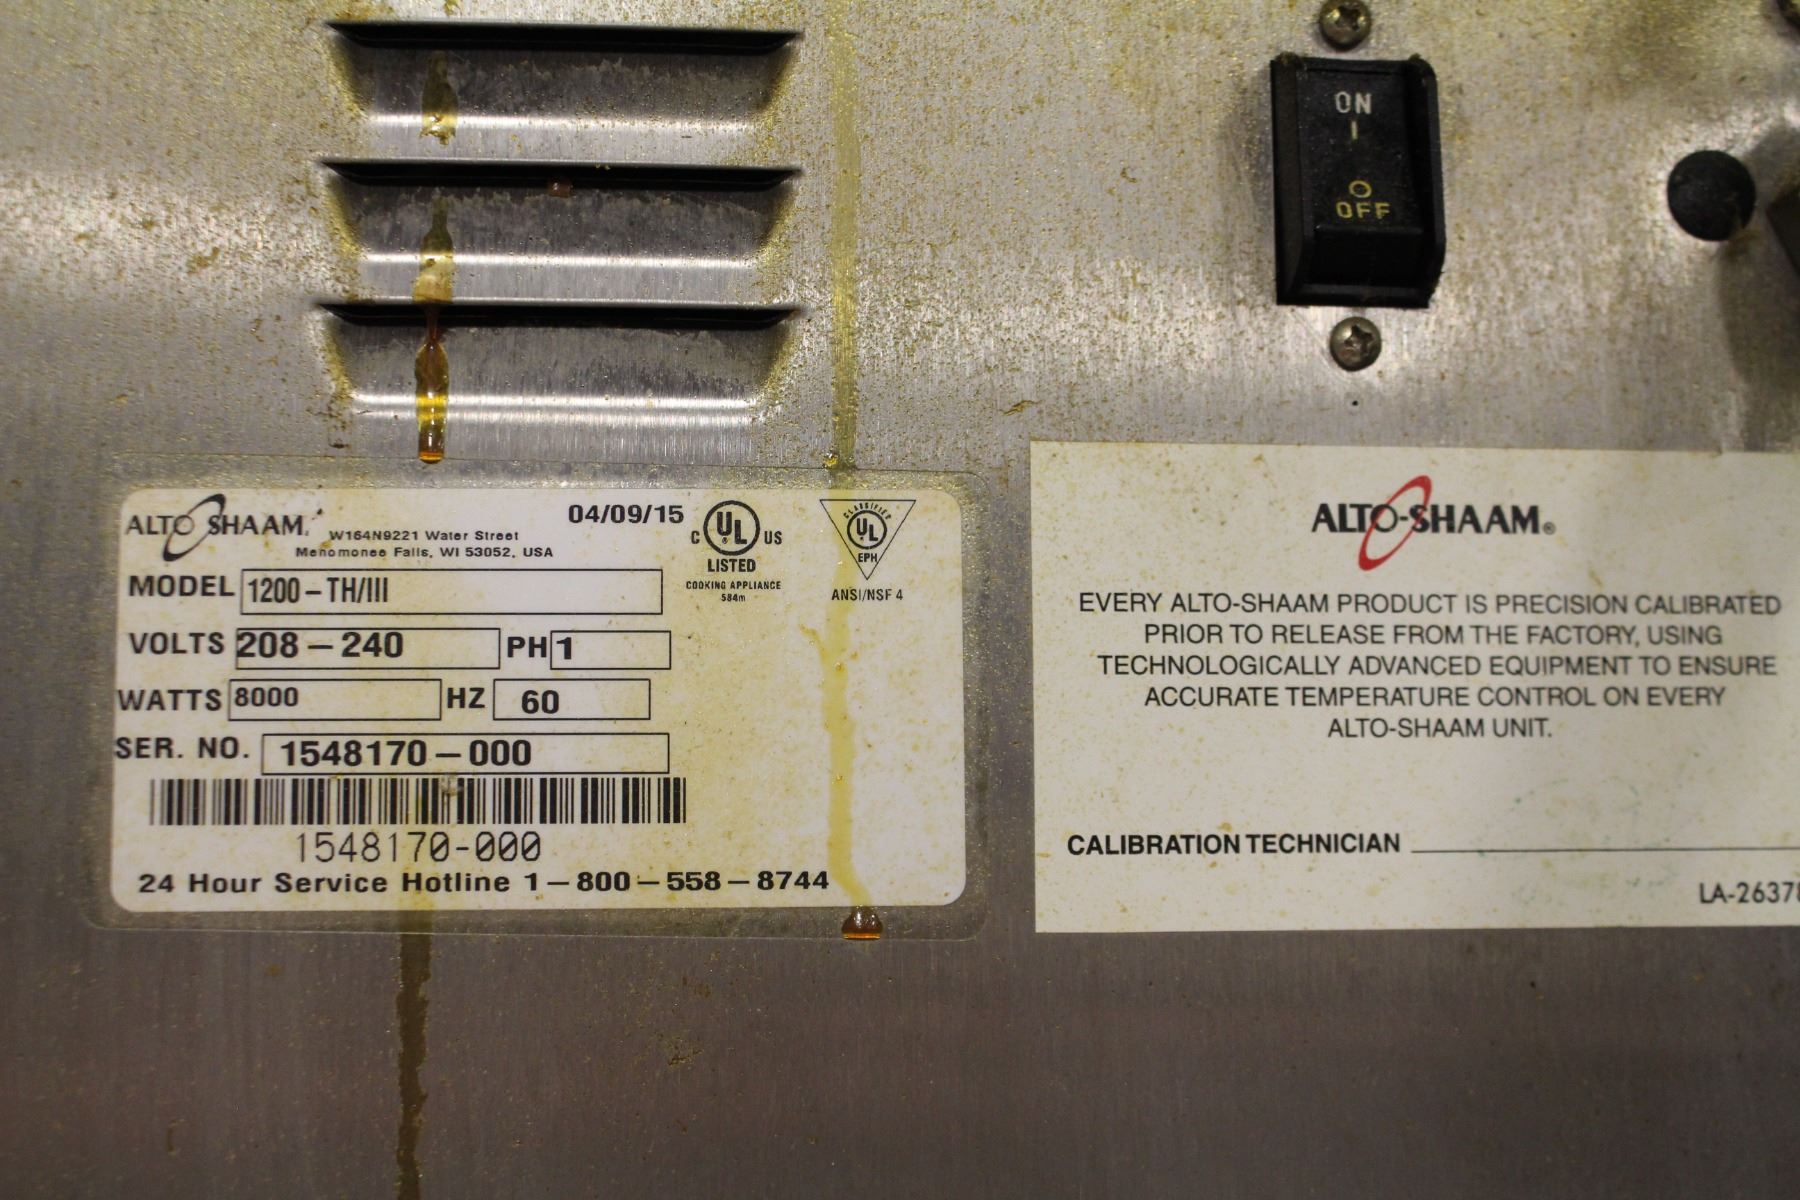 ON
I
O
OFF
ALTO SHAAM.
W164N9221 Water Street
Menomonee Falls, WI 53052, USA
04/09/15
C UL US
®
LISTED
COOKING APPLIANCE
584m
CLASSIFIED
UL
EPH
ANSI/NSF 4
MODEL 1200-TH/III
VOLTS 208-240 PH 1
WATTS 8000 HZ 60
SER. NO. 1548170-000
1548170-000
24 Hour Service Hotline 1-800-558-8744
ALTO-SHAAM®
EVERY ALTO-SHAAM PRODUCT IS PRECISION CALIBRATED
PRIOR TO RELEASE FROM THE FACTORY, USING
TECHNOLOGICALLY ADVANCED EQUIPMENT TO ENSURE
ACCURATE TEMPERATURE CONTROL ON EVERY
ALTO-SHAAM UNIT.
CALIBRATION TECHNICIAN
LA-26378